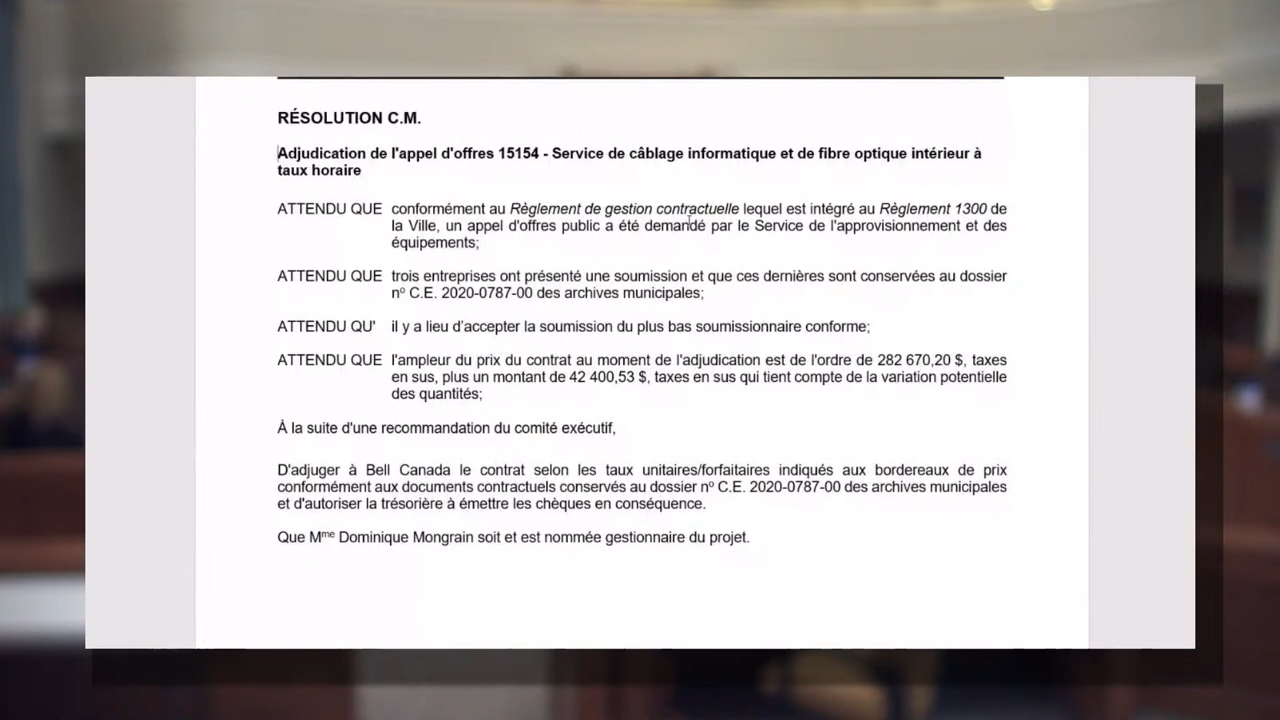 RÉSOLUTION C.M.
Adjudication de l'appel d'offres 15154 - Service de câblage informatique et de fibre optique intérieur à
taux horaire
ATTENDU QUE conformément au Règlement de gestion contractuelle lequel est intégré au Règlement 1300 de
la Ville, un appel d'offres public a été demandé par le Service de l'approvisionnement et des
équipements;
ATTENDU QUE trois entreprises ont présenté une soumission et que ces dernières sont conservées au dossier
nº C.E. 2020-0787-00 des archives municipales;
ATTENDU QU' il y a lieu d'accepter la soumission du plus bas soumissionnaire conforme;
ATTENDU QUE l'ampleur du prix du contrat au moment de l'adjudication est de l'ordre de 282 670,20 $, taxes
en sus, plus un montant de 42 400,53 $, taxes en sus qui tient compte de la variation potentielle
des quantités;
À la suite d'une recommandation du comité exécutif,
D'adjuger à Bell Canada le contrat selon les taux unitaires/forfaitaires indiqués aux bordereaux de prix
conformément aux documents contractuels conservés au dossier nº C.E. 2020-0787-00 des archives municipales
et d'autoriser la trésorière à émettre les chèques en conséquence.
Que Mme Dominique Mongrain soit et est nommée gestionnaire du projet.